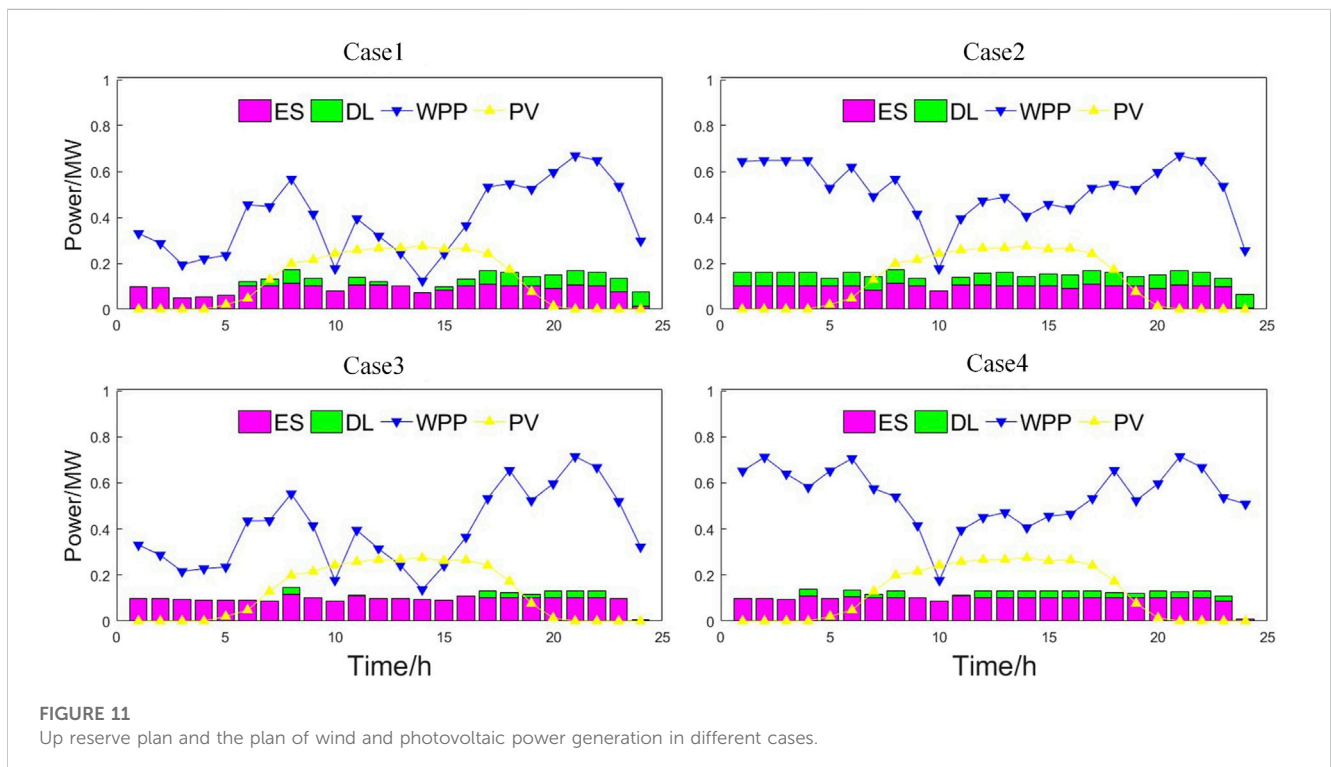 Case1
Case2
1
0.8
0.6
0.4
0.2
0
Power/MW
ES DL WPP PV
0 5 10 15 20 25
1
0.8
0.6
0.4
0.2
0
ES DL WPP PV
0 5 10 15 20 25
Case3
Case4
1
0.8
0.6
0.4
0.2
0
Power/MW
ES DL WPP PV
0 5 10 15 20 25
Time/h
1
0.8
0.6
0.4
0.2
0
ES DL WPP PV
0 5 10 15 20 25
Time/h
FIGURE 11
Up reserve plan and the plan of wind and photovoltaic power generation in different cases.